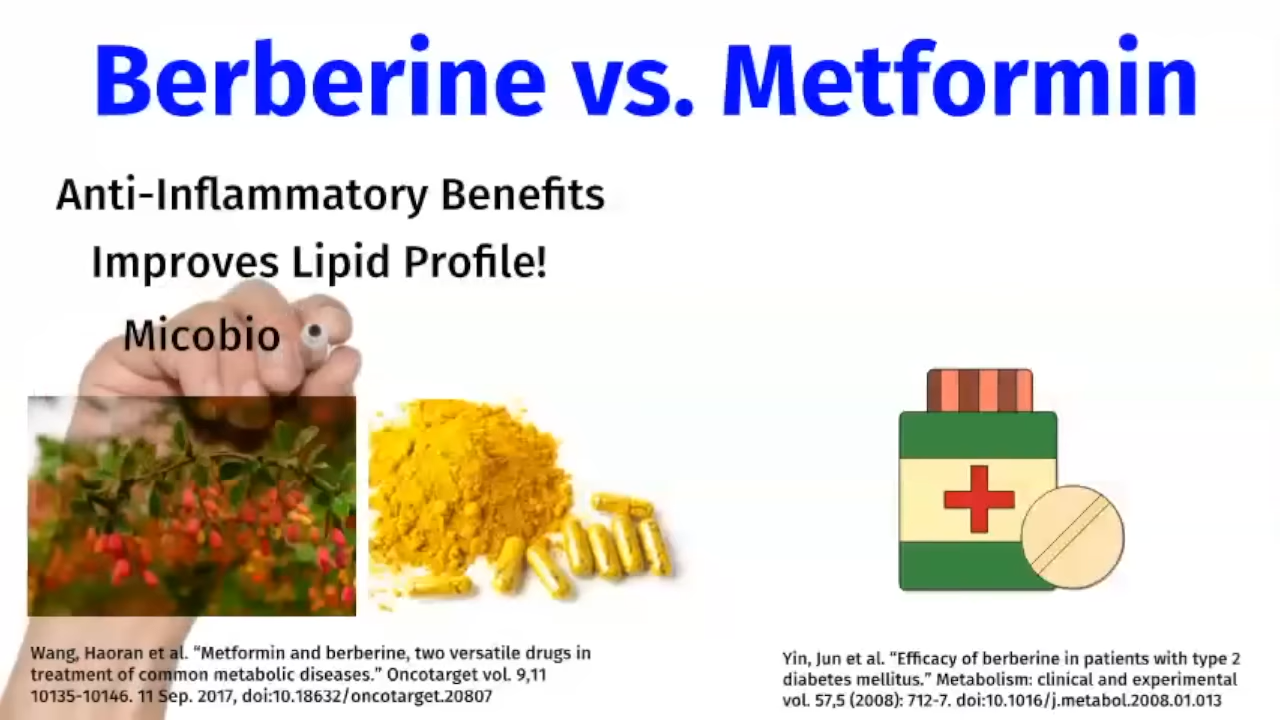 Berberine vs. Metformin
Anti-Inflammatory Benefits
Improves Lipid Profile!
Micobio
Wang, Haoran et al. “Metformin and berberine, two versatile drugs in
treatment of common metabolic diseases.” Oncotarget vol. 9,11
10135-10146. 11 Sep. 2017, doi:10.18632/oncotarget.20807
Yin, Jun et al. “Efficacy of berberine in patients with type 2
diabetes mellitus.” Metabolism: clinical and experimental
vol. 57,5 (2008): 712-7. doi:10.1016/j.metabol.2008.01.013